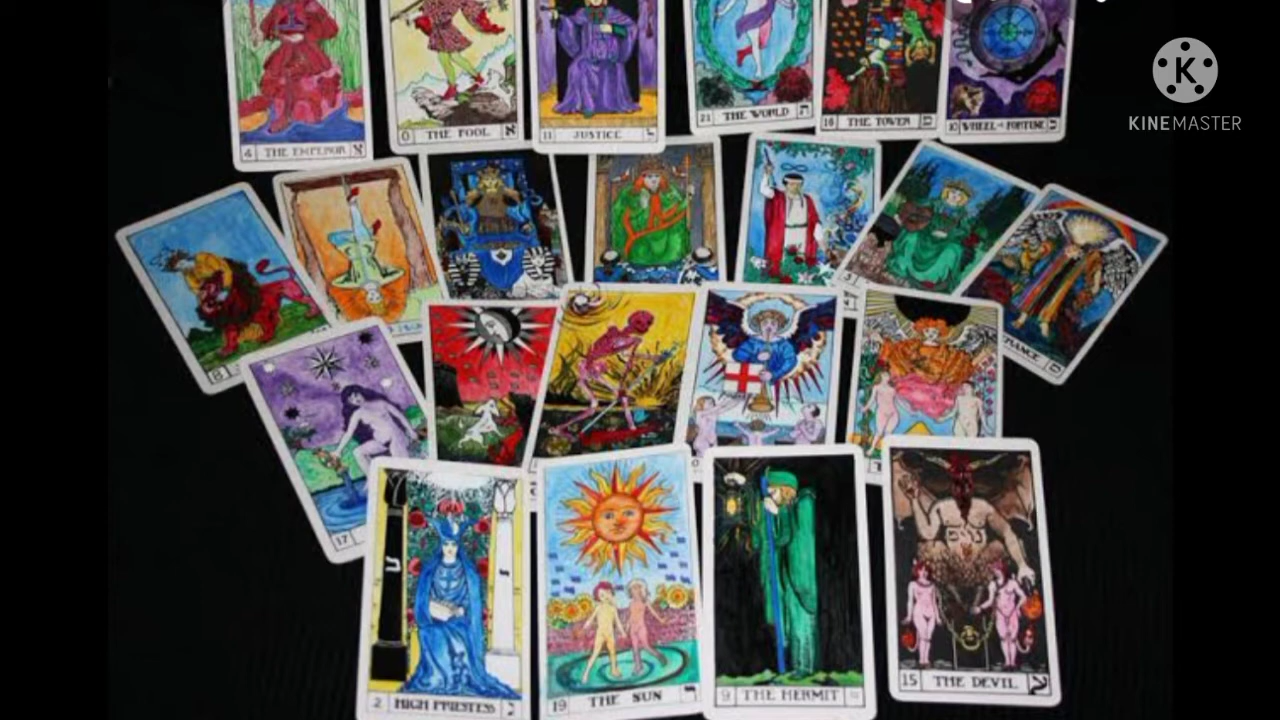 KINEMASTER
4 THE EMPEROR א
0 THE FOOL א
11 JUSTICE ל
21 THE WORLD ת
16 THE TOWER פ
10 WHEEL of FORTUNE כ
8
17
2 HIGH PRIESTESS ג
19 THE SUN ר
9 THE HERMIT
15 THE DEVIL